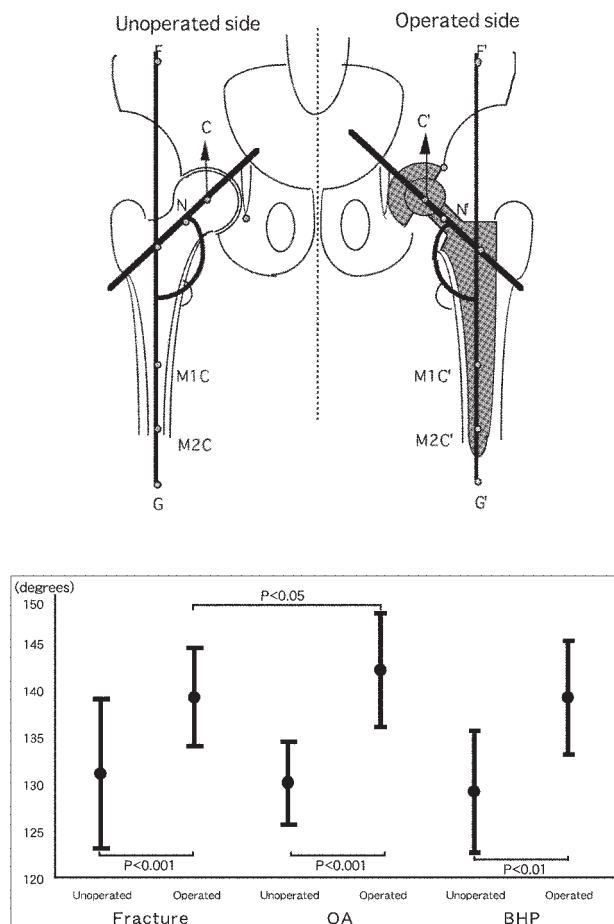 Unoperated side Operated side
F F'
C C'
N N'
M1C M1C'
M2C M2C'
G G'
(degrees)
150
P<0.05
145
140
135
130
125
P<0.001 P<0.001 P<0.01
120
Unoperated Operated Unoperated Operated Unoperated Operated
Fracture OA BHP